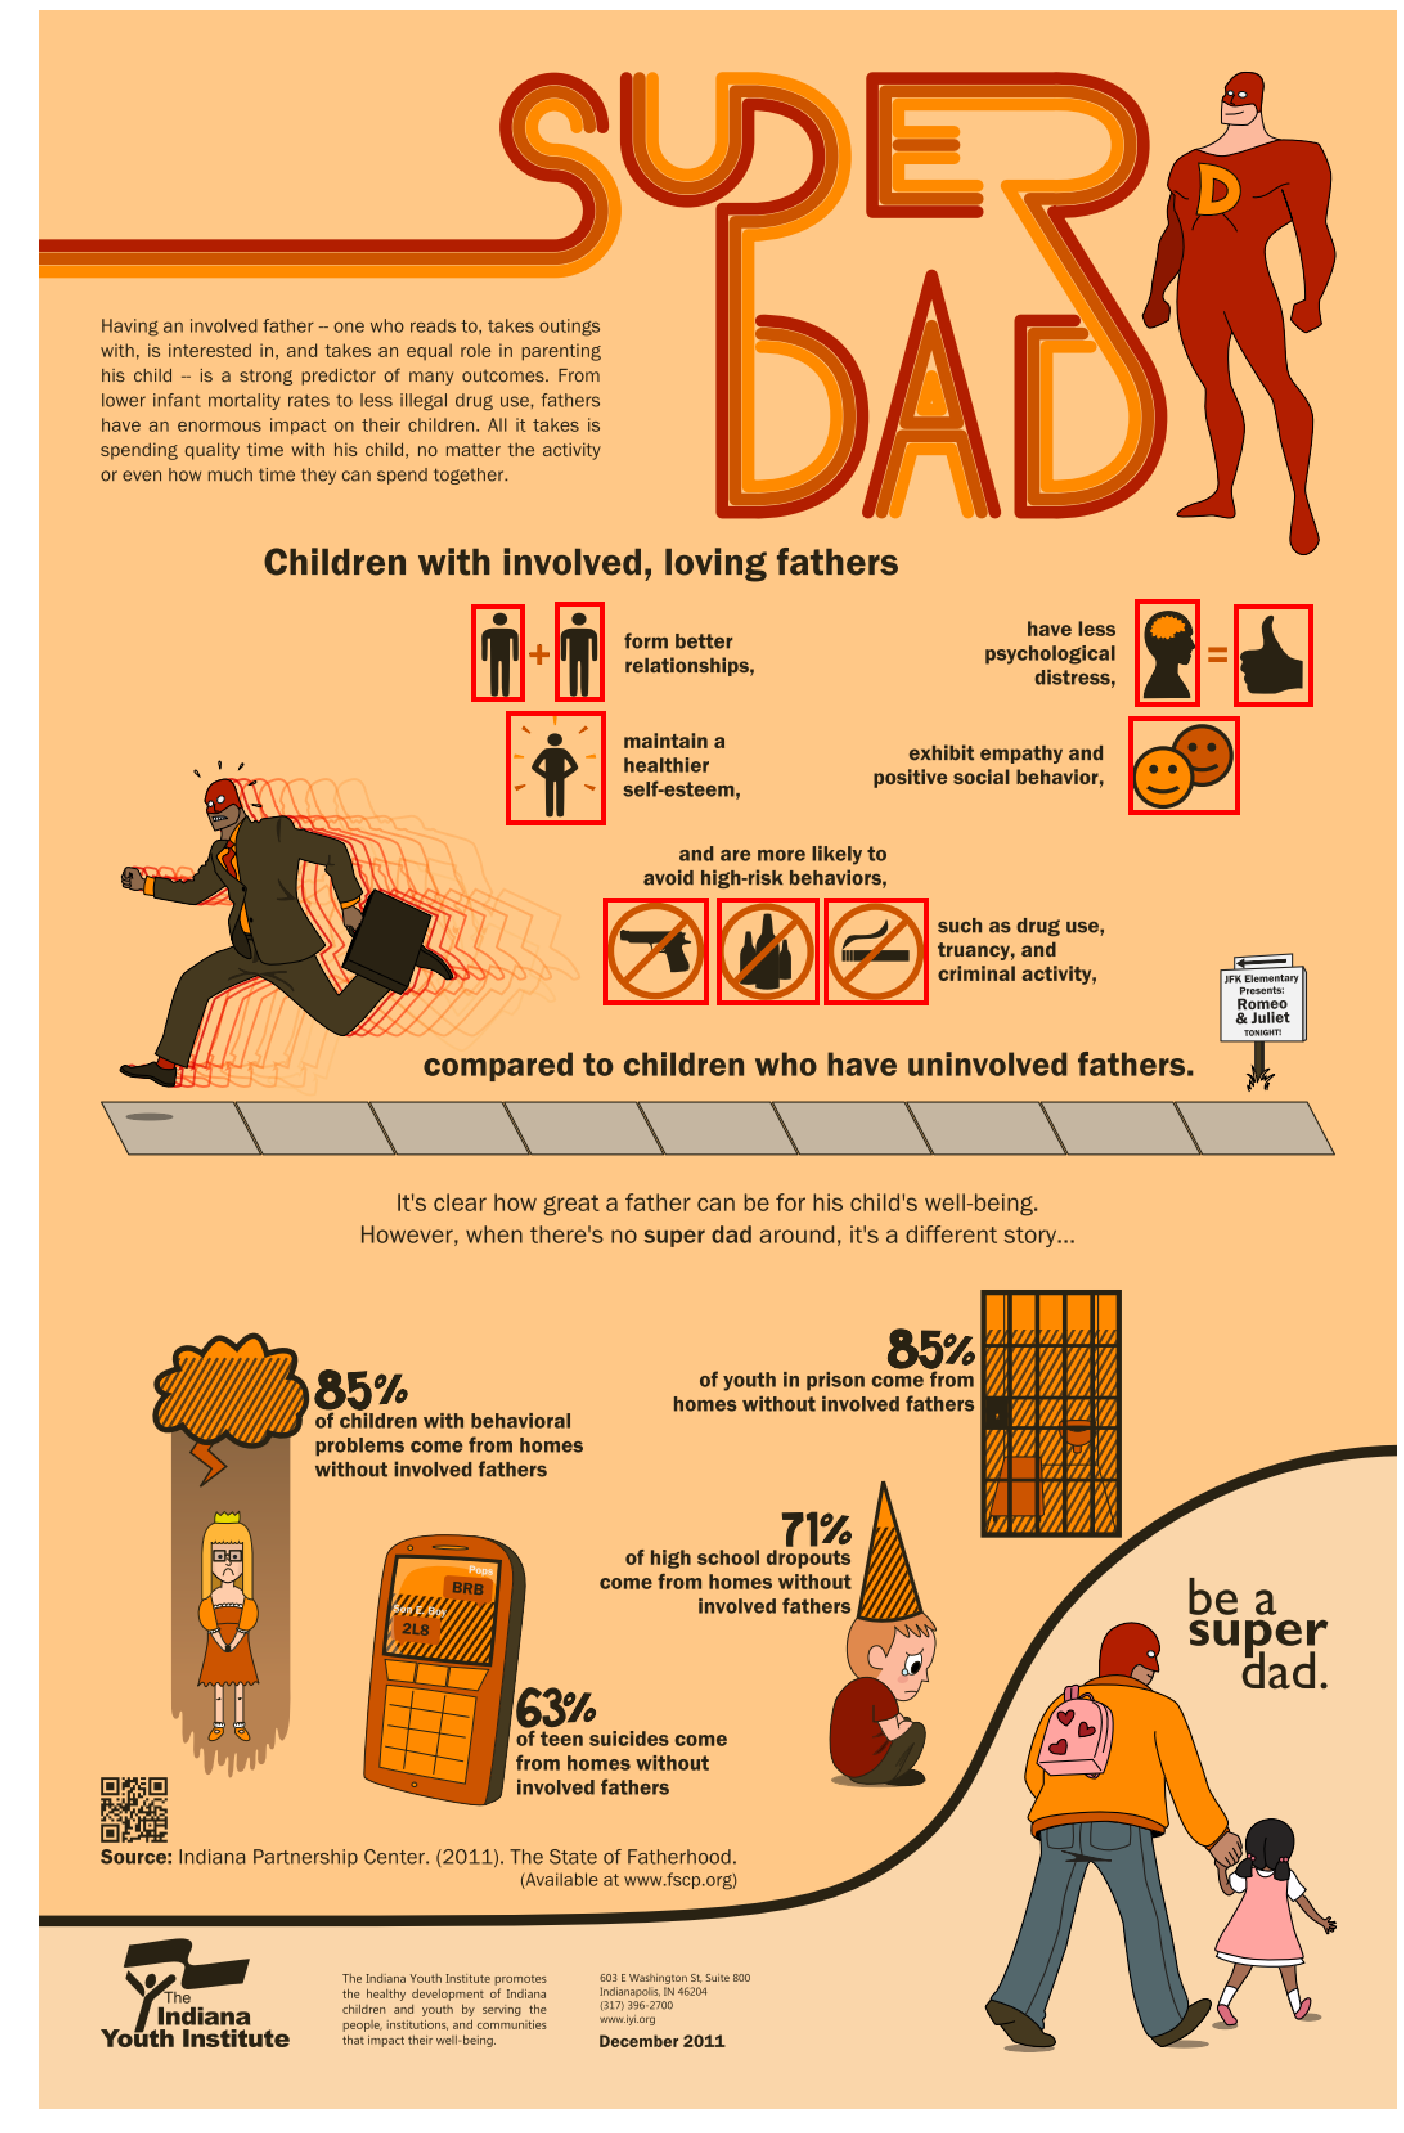 SUPER
DAD
D
Having an involved father -- one who reads to, takes outings
with, is interested in, and takes an equal role in parenting
his child -- is a strong predictor of many outcomes. From
lower infant mortality rates to less illegal drug use, fathers
have an enormous impact on their children. All it takes is
spending quality time with his child, no matter the activity
or even how much time they can spend together.
Children with involved, loving fathers
+
form better
relationships,
have less
psychological
distress,
=
maintain a
healthier
self-esteem,
exhibit empathy and
positive social behavior,
and are more likely to
avoid high-risk behaviors,
such as drug use,
truancy, and
criminal activity,
JFK Elementary
Presents:
Romeo
& Juliet
TONIGHT!
compared to children who have uninvolved fathers.
It's clear how great a father can be for his child's well-being.
However, when there's no super dad around, it's a different story...
85%
of children with behavioral
problems come from homes
without involved fathers
85%
of youth in prison come from
homes without involved fathers
71%
of high school dropouts
come from homes without
involved fathers
Pops
BRB
Son E. Boy
2L8
63%
of teen suicides come
from homes without
involved fathers
be a
super
dad.
Source: Indiana Partnership Center. (2011). The State of Fatherhood.
(Available at www.fscp.org)
The
Indiana
Youth Institute
The Indiana Youth Institute promotes
the healthy development of Indiana
children and youth by serving the
people, institutions, and communities
that impact their well-being.
603 E Washington St, Suite 800
Indianapolis, IN 46204
(317) 396-2700
www.iyi.org
December 2011